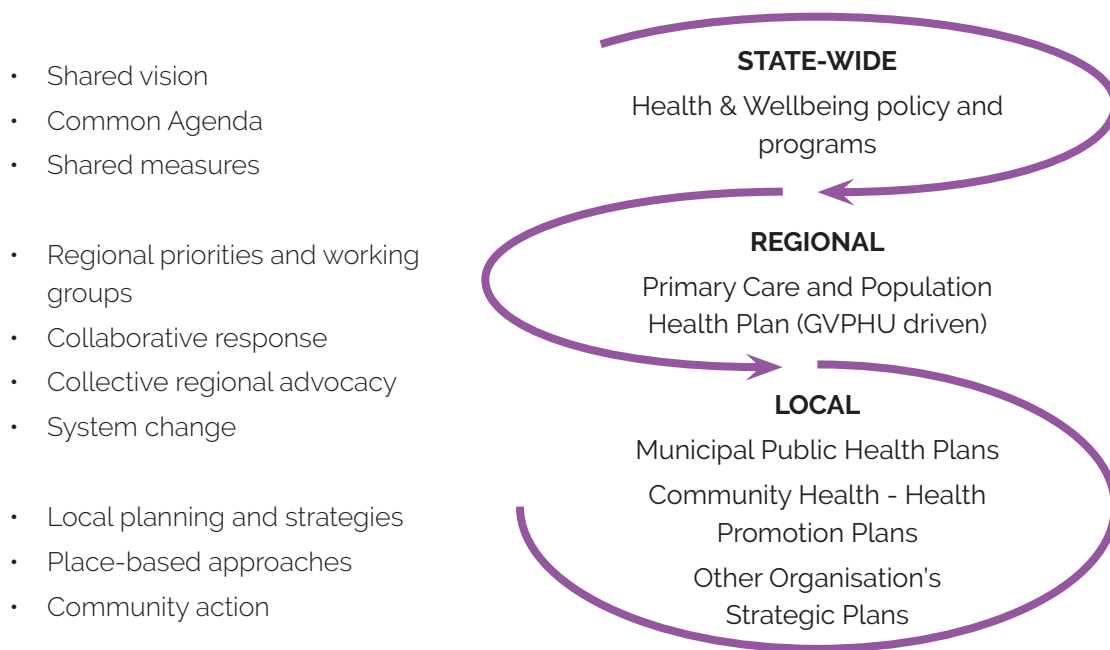 • Shared vision
• Common Agenda
• Shared measures
• Regional priorities and working
groups
• Collaborative response
• Collective regional advocacy
• System change
• Local planning and strategies
• Place-based approaches
• Community action
STATE-WIDE
Health & Wellbeing policy and
programs
REGIONAL
Primary Care and Population
Health Plan (GVPHU driven)
LOCAL
Municipal Public Health Plans
Community Health - Health
Promotion Plans
Other Organisation’s
Strategic Plans